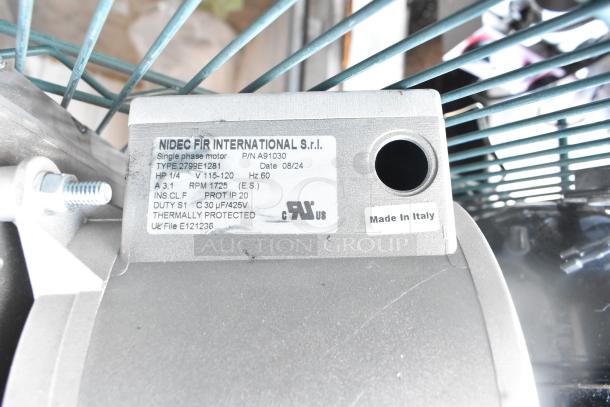 NIDEC FIR INTERNATIONAL S.r.l.
Single phase motor P/N A91030
TYPE 2799E1281 Date 08/24
HP 1/4 V 115-120 Hz 60
A 3,1 RPM 1725 (E.S.)
INS.CL.F PROT.IP 20
DUTY S1 C 30 µF/425V
THERMALLY PROTECTED
UL File E121236
C US
Made In Italy
AUCTION GROUP